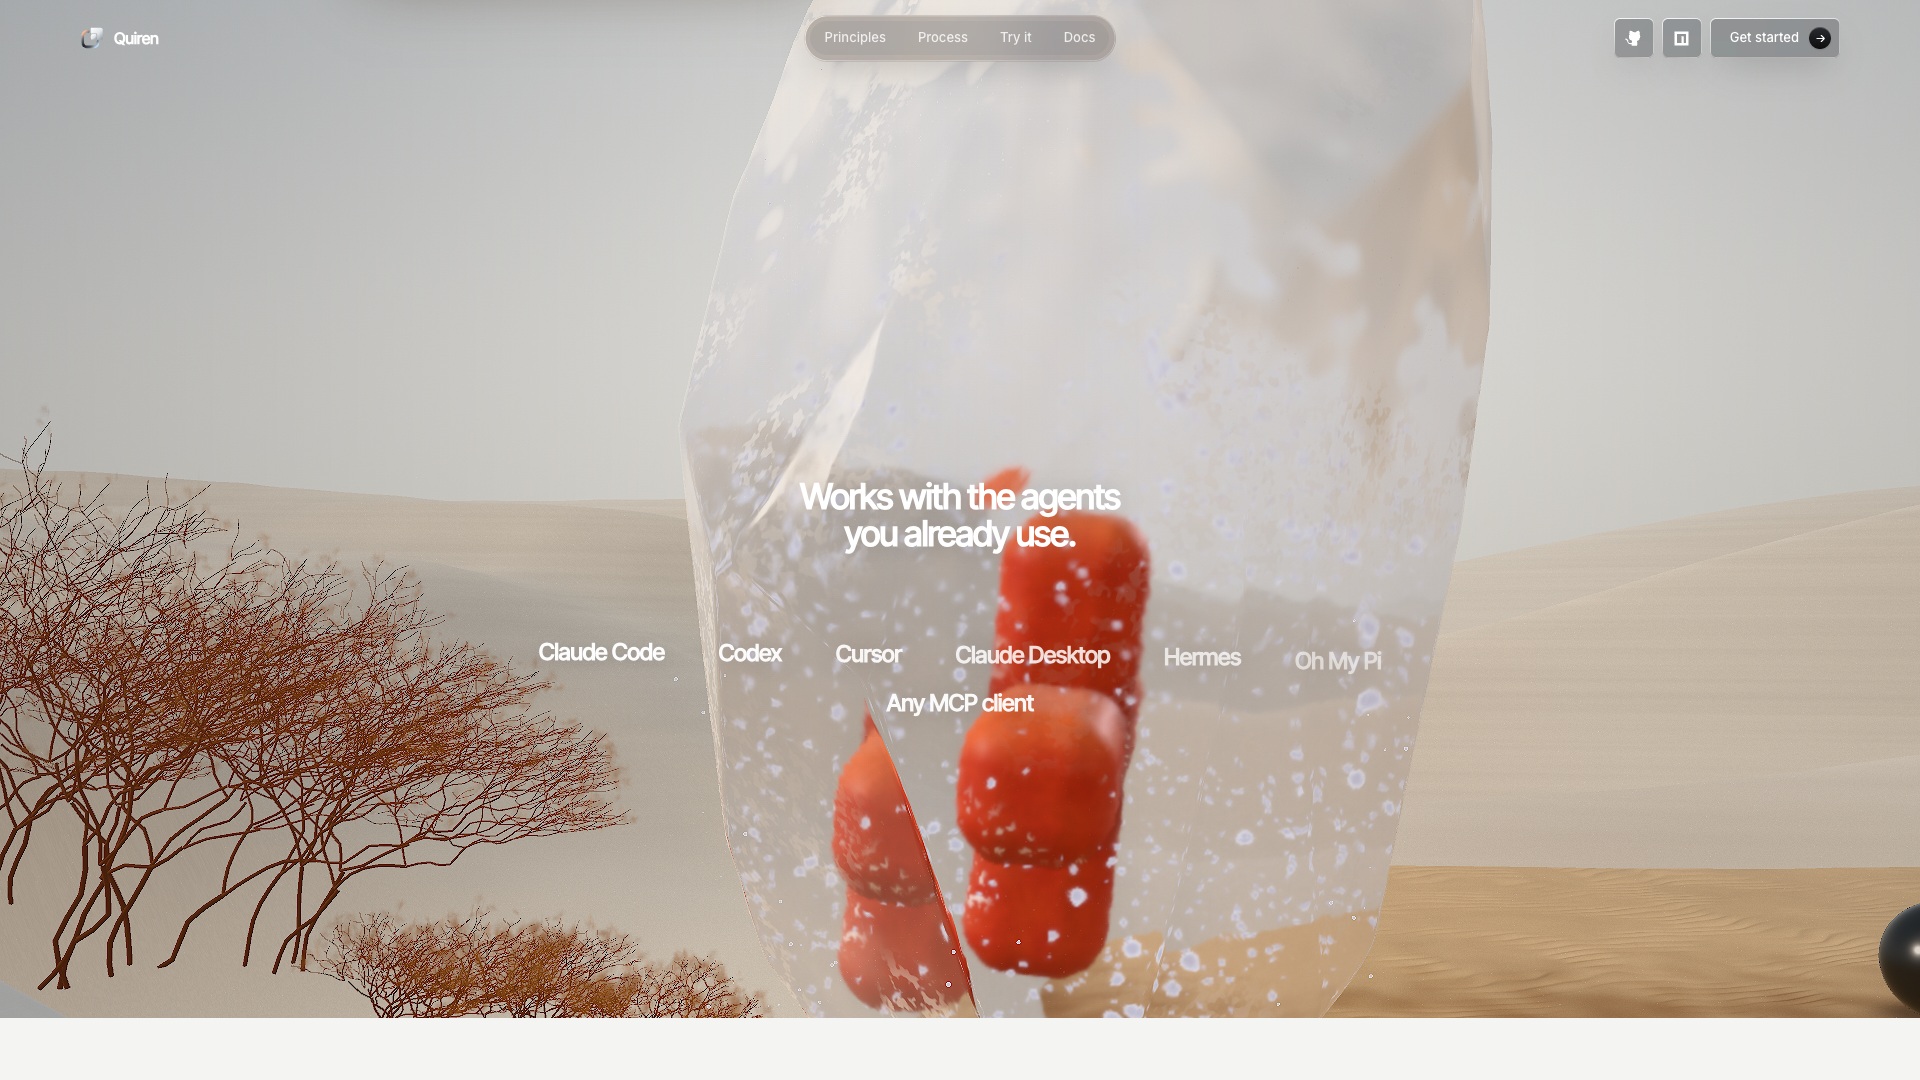 Quiren
Principles Process Try it Docs
Get started
Works with the agents
you already use.
Claude Code Codex Cursor Claude Desktop Hermes Oh My Pi
Any MCP client